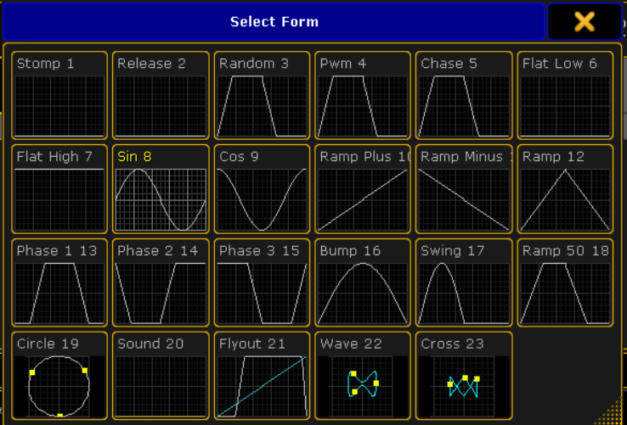 Select Form
Stomp 1
Release 2
Random 3
Pwm 4
Chase 5
Flat Low 6
Flat High 7
Sin 8
Cos 9
Ramp Plus 10
Ramp Minus
Ramp 12
Phase 1 13
Phase 2 14
Phase 3 15
Bump 16
Swing 17
Ramp 50 18
Circle 19
Sound 20
Flyout 21
Wave 22
Cross 23